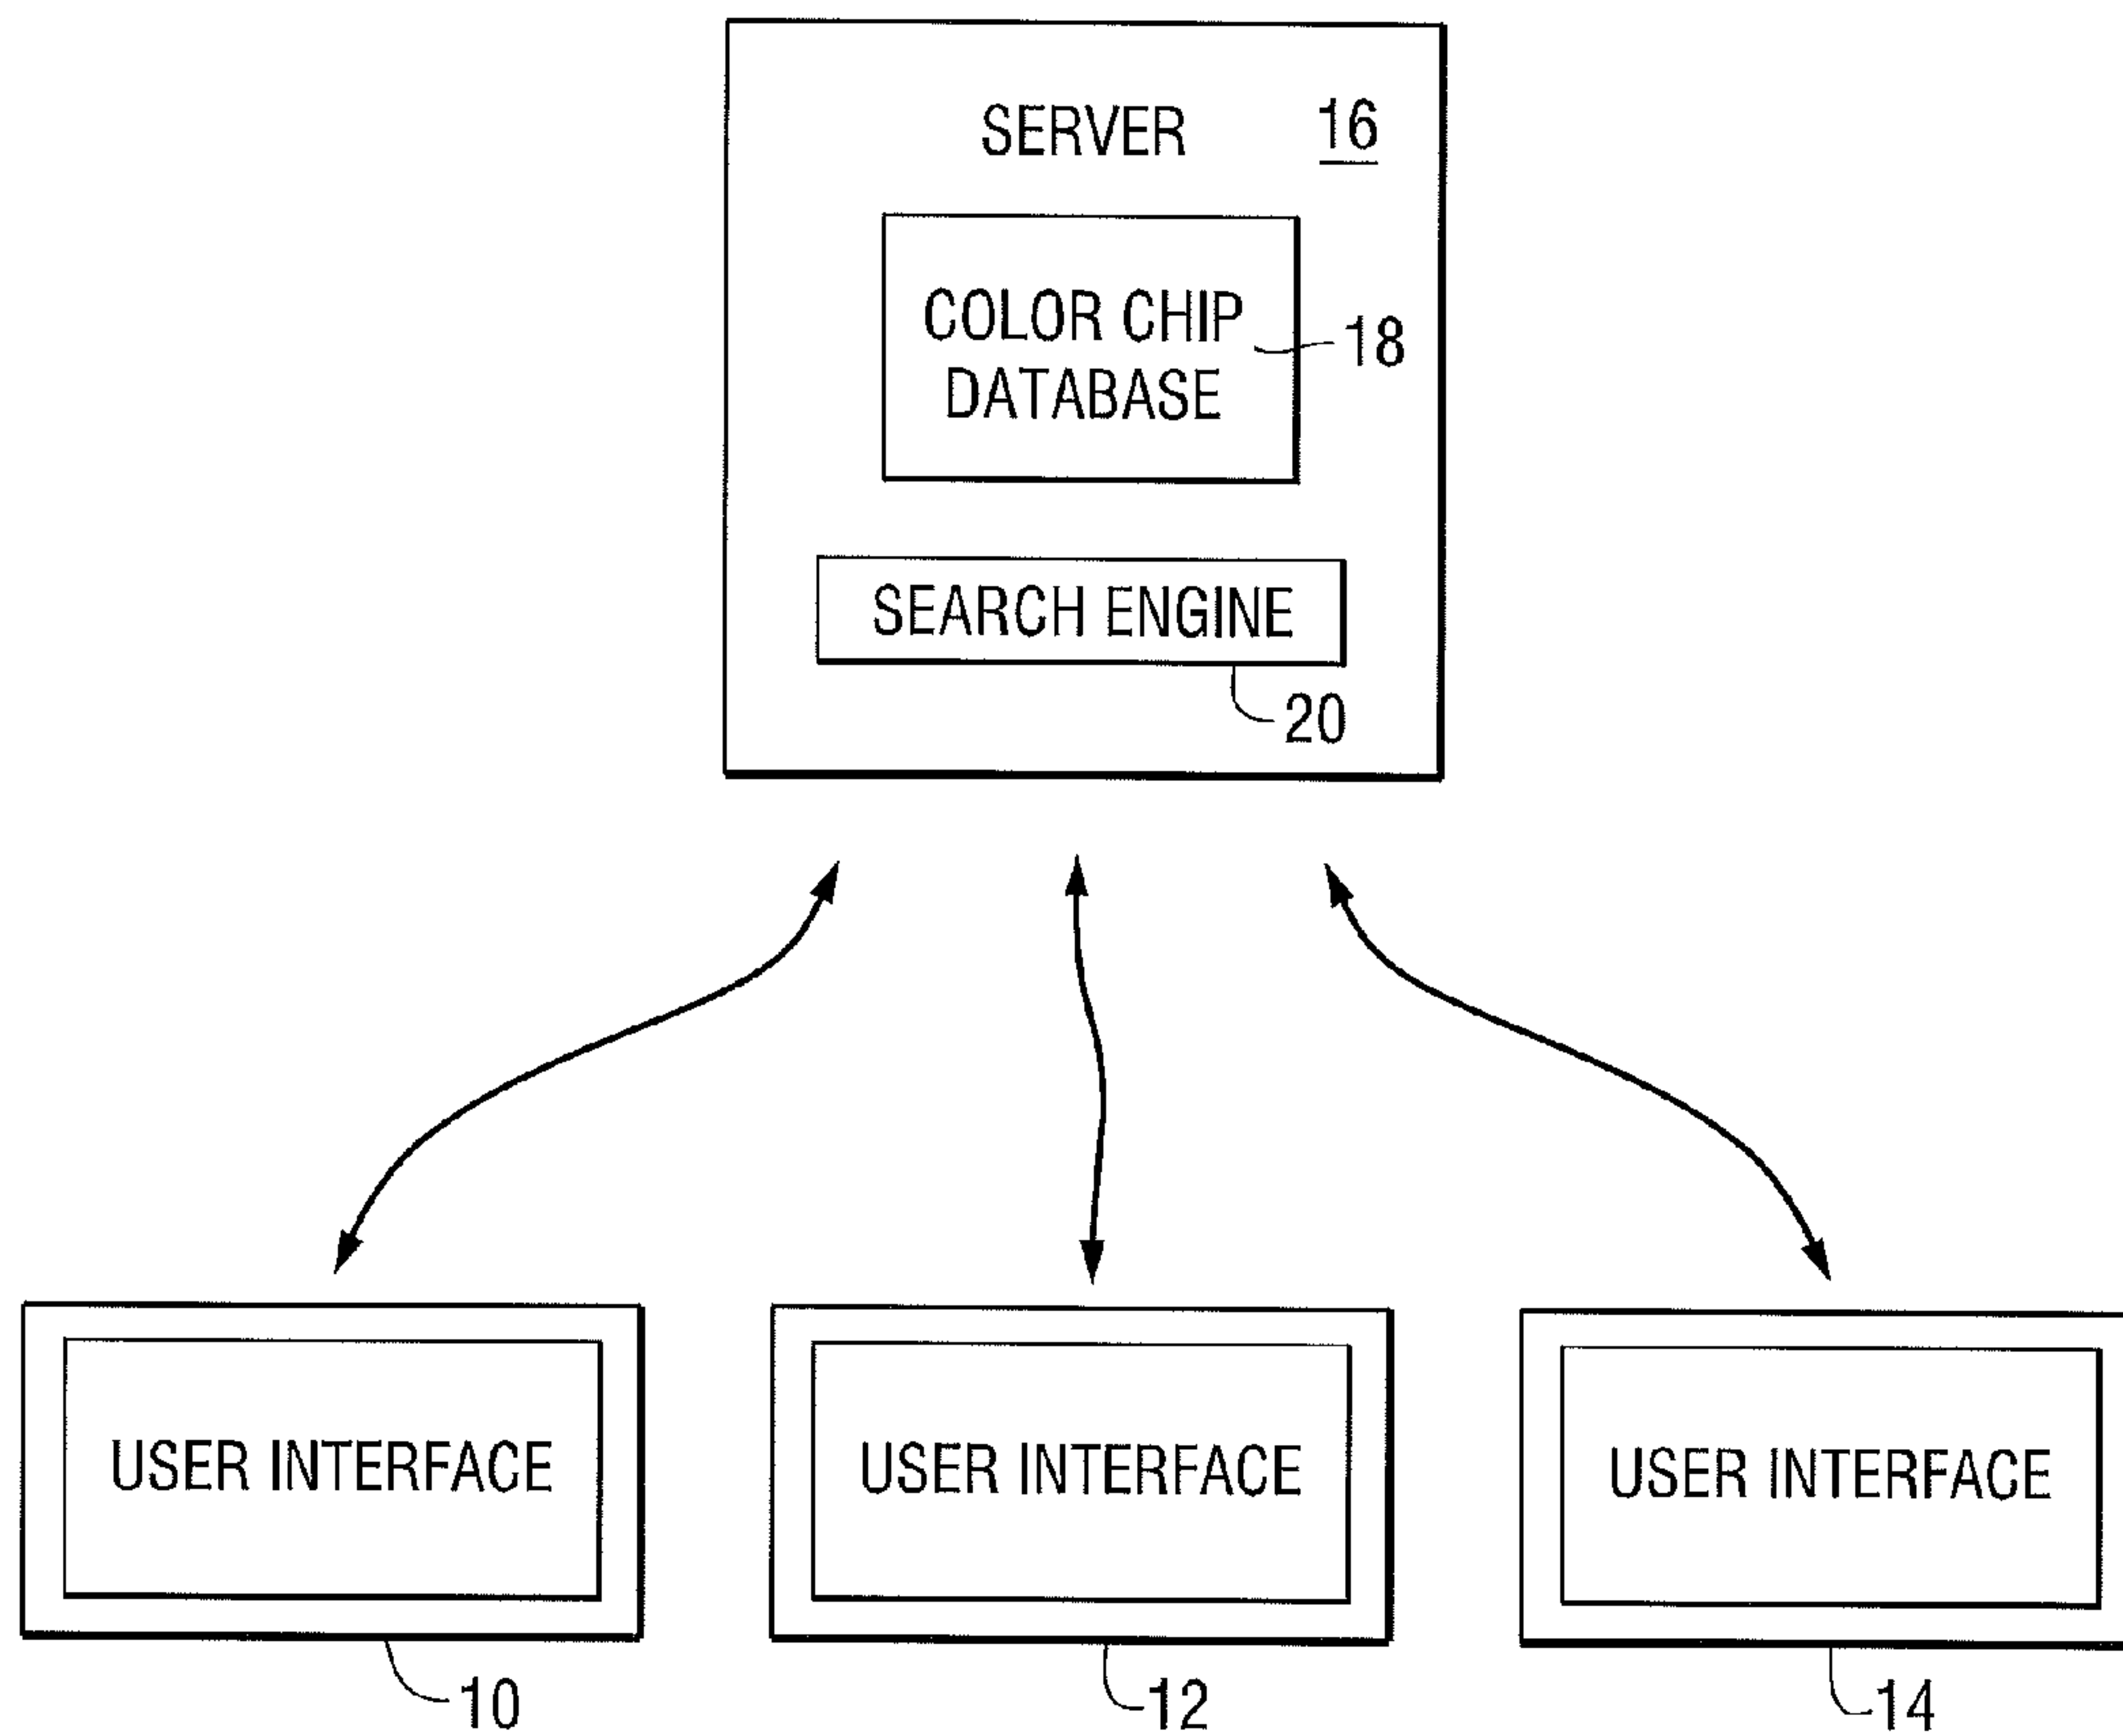 SERVER 16
COLOR CHIP
DATABASE
18
SEARCH ENGINE
20
USER INTERFACE
USER INTERFACE
USER INTERFACE
10
12
14